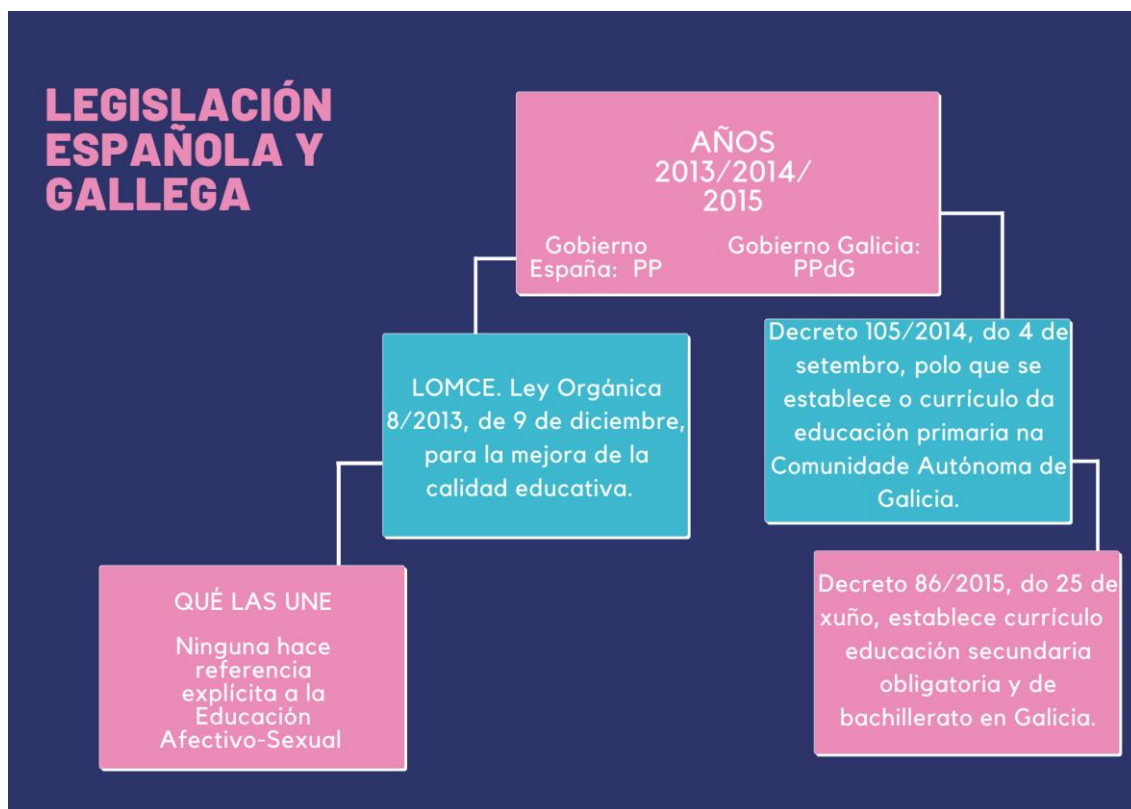 LEGISLACIÓN
ESPAÑOLA Y
GALLEGA
AÑOS
2013/2014/
2015
Gobierno
España: PP
Gobierno Galicia:
PPdG
LOMCE. Ley Orgánica
8/2013, de 9 de diciembre,
para la mejora de la
calidad educativa.
Decreto 105/2014, do 4 de
setembro, polo que se
establece o currículo da
educación primaria na
Comunidade Autónoma de
Galicia.
QUÉ LAS UNE
Ninguna hace
referencia
explícita a la
Educación
Afectivo-Sexual
Decreto 86/2015, do 25 de
xuño, establece currículo
educación secundaria
obligatoria y de
bachillerato en Galicia.